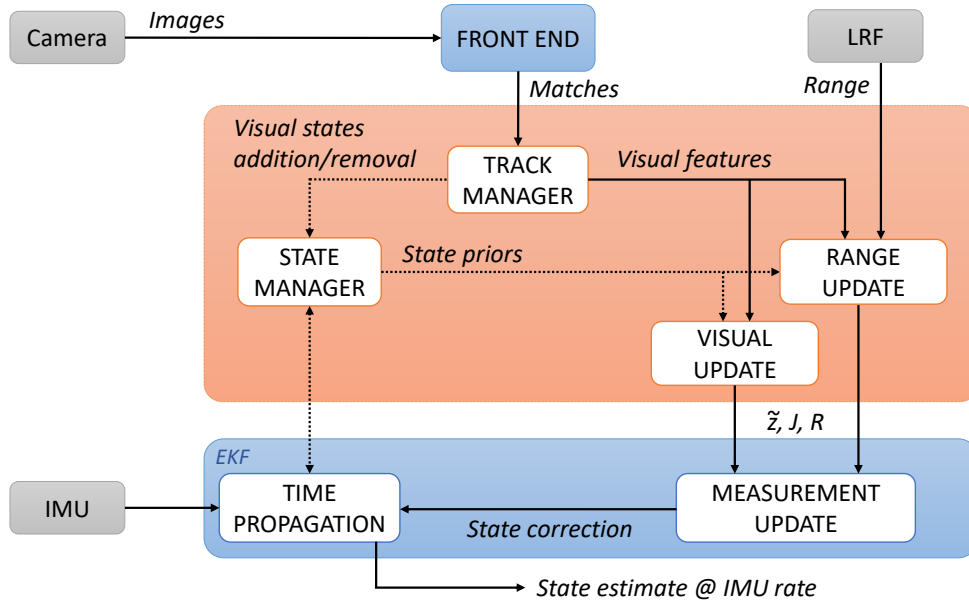 Camera
Images
FRONT END
LRF
Matches
Range
Visual states
addition/removal
TRACK
MANAGER
Visual features
STATE
MANAGER
State priors
RANGE
UPDATE
VISUAL
UPDATE
z̃, J, R
EKF
IMU
TIME
PROPAGATION
State correction
MEASUREMENT
UPDATE
State estimate @ IMU rate